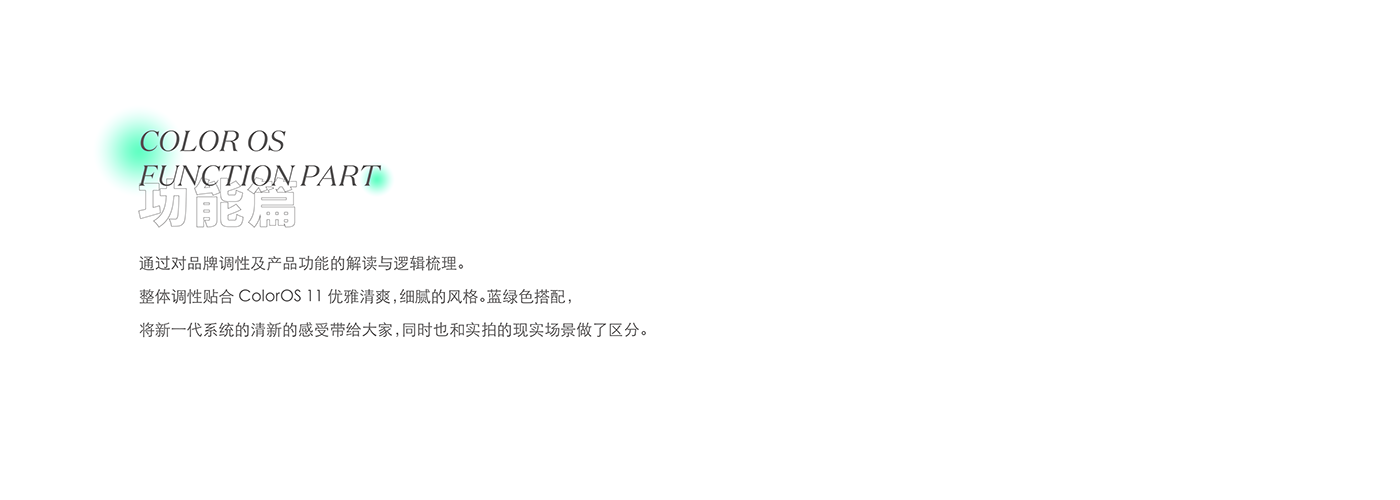 COLOR OS
FUNCTION PART
功能篇
通过对品牌调性及产品功能的解读与逻辑梳理。
整体调性贴合 ColorOS 11 优雅清爽,细腻的风格。蓝绿色搭配,
将新一代系统的清新的感受带给大家,同时也和实拍的现实场景做了区分。